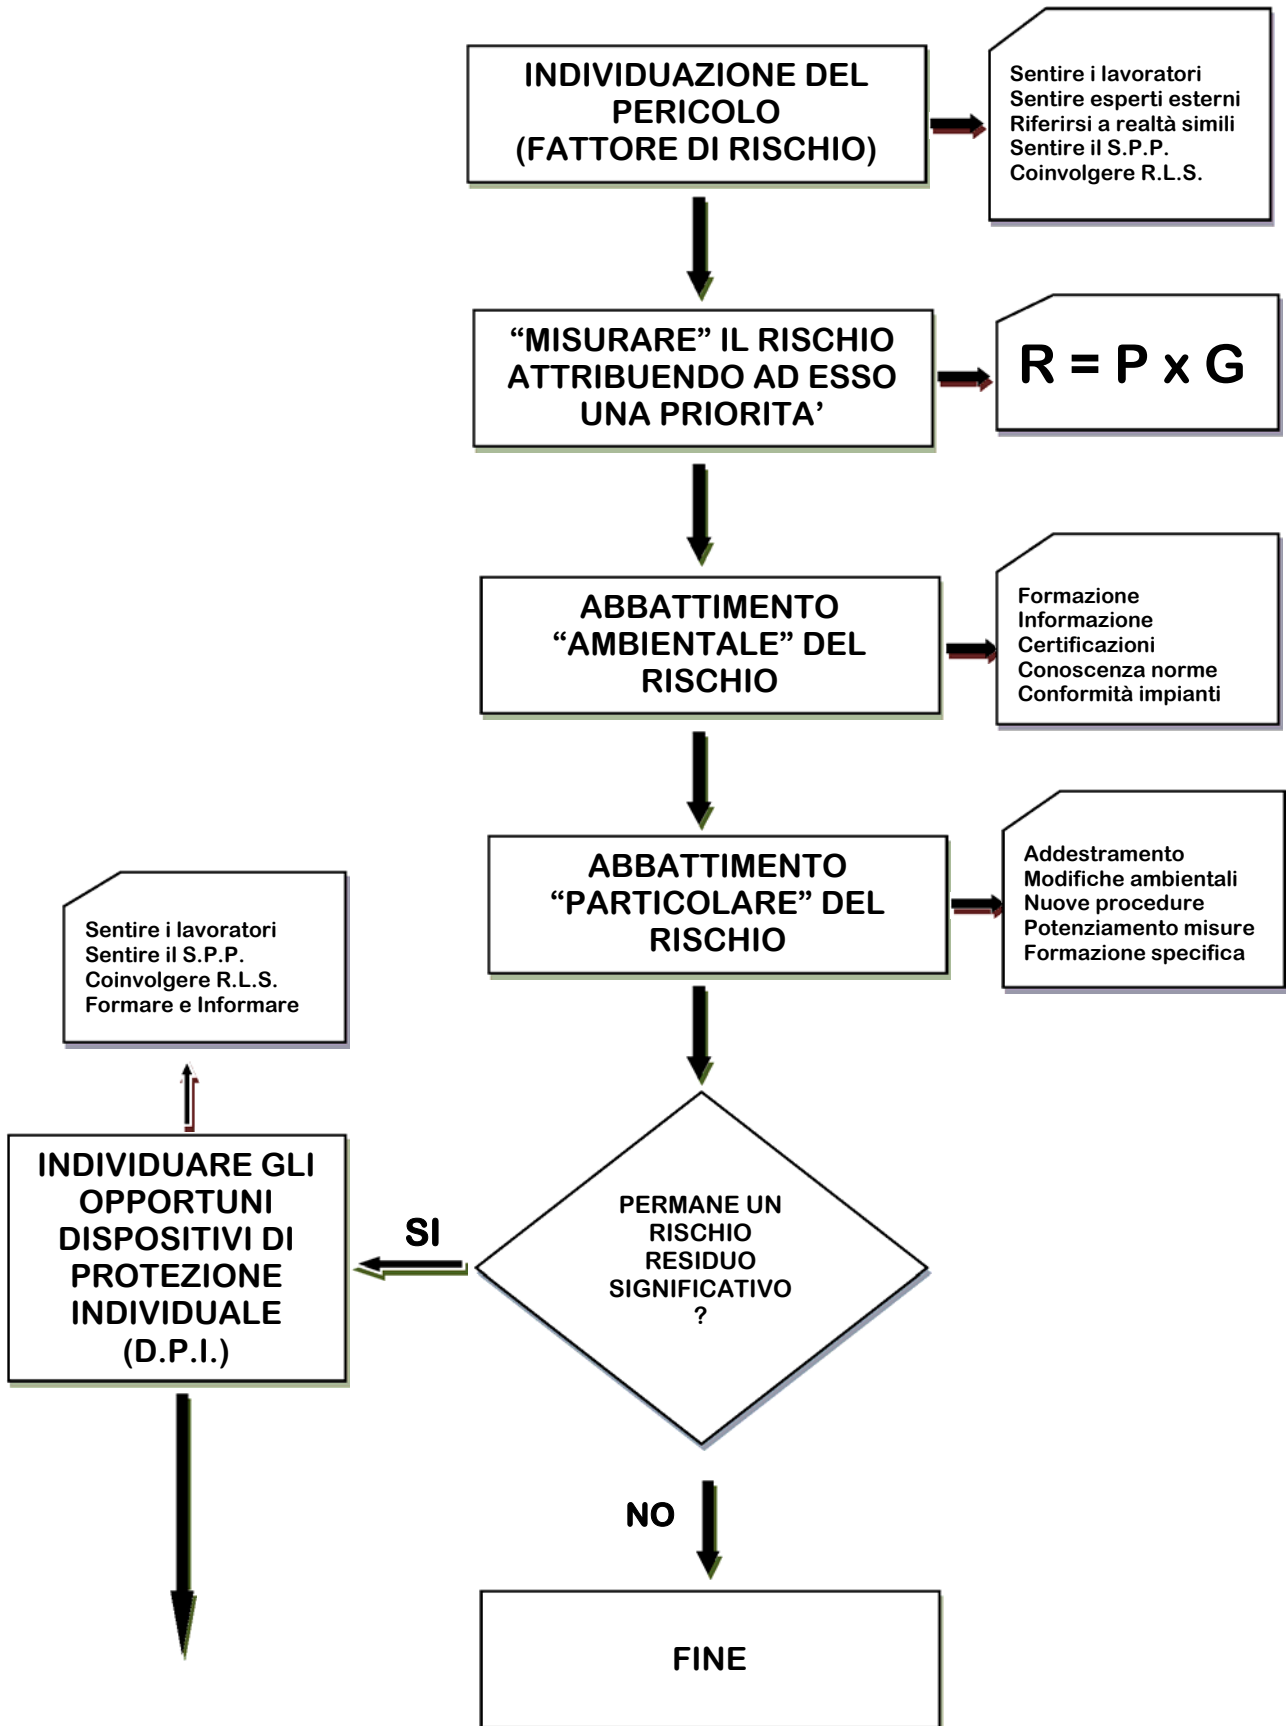 INDIVIDUAZIONE DEL
PERICOLO
(FATTORE DI RISCHIO)
Sentire i lavoratori
Sentire esperti esterni
Riferirsi a realtà simili
Sentire il S.P.P.
Coinvolgere R.L.S.
“MISURARE” IL RISCHIO
ATTRIBUENDO AD ESSO
UNA PRIORITA’
R = P x G
ABBATTIMENTO
“AMBIENTALE” DEL
RISCHIO
Formazione
Informazione
Certificazioni
Conoscenza norme
Conformità impianti
ABBATTIMENTO
“PARTICOLARE” DEL
RISCHIO
Addestramento
Modifiche ambientali
Nuove procedure
Potenziamento misure
Formazione specifica
Sentire i lavoratori
Sentire il S.P.P.
Coinvolgere R.L.S.
Formare e Informare
INDIVIDUARE GLI
OPPORTUNI
DISPOSITIVI DI
PROTEZIONE
INDIVIDUALE
(D.P.I.)
SI
PERMANE UN
RISCHIO
RESIDUO
SIGNIFICATIVO
?
NO
FINE